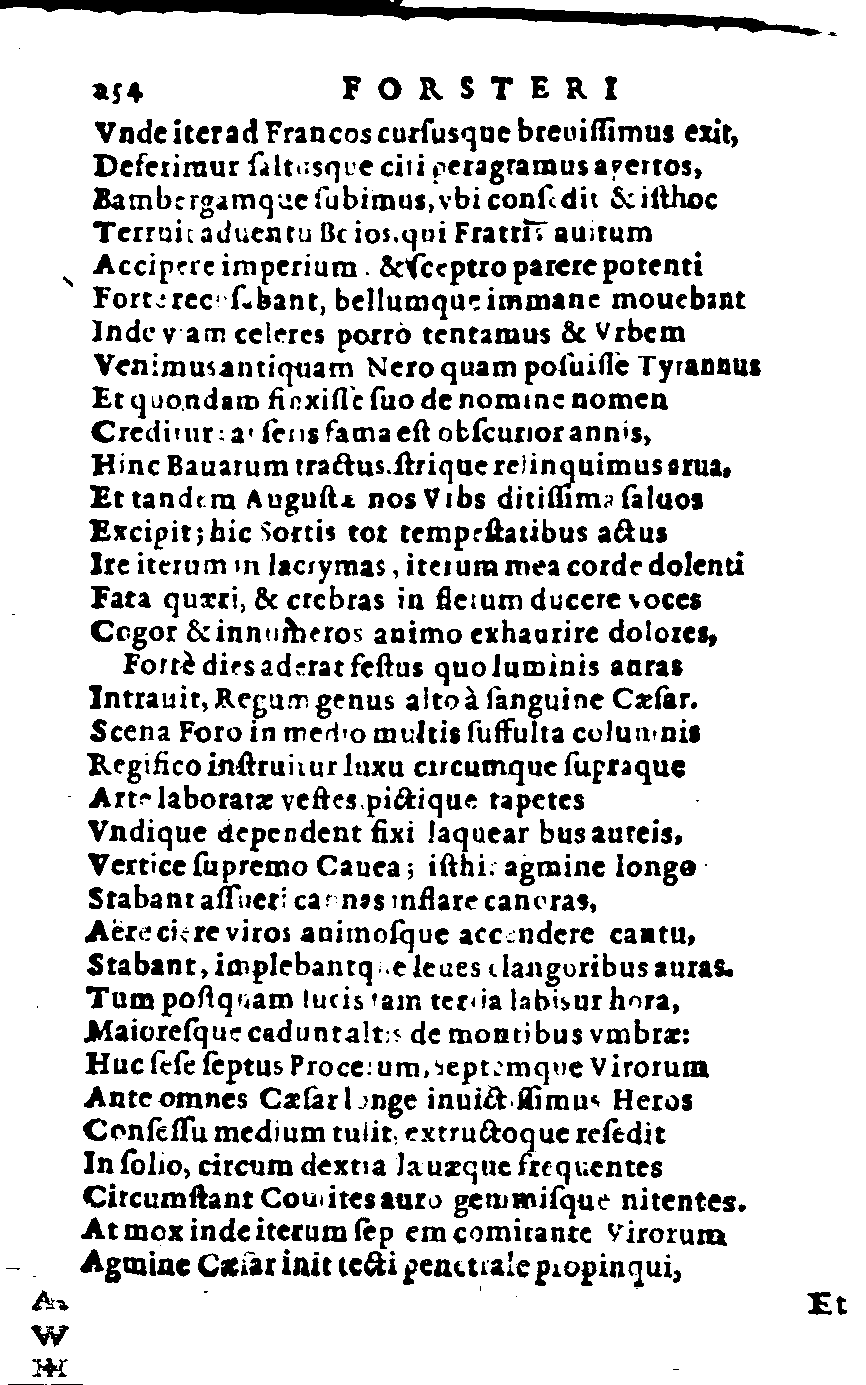 254 FORSTERI
Vnde iter ad Francos curſusque breuiſſimus exit,
Deferimur ſaltusque citi peragramus apertos,
Bambergamque ſubimus, vbi conſedit & iſthoc
Terruit aduentu Boios, qui Fratris auitum
Accipere imperium, & ſceptro parere potenti
Forte recuſabant, bellumque immane mouebant
Inde viam celeres porrò tentamus & Vrbem
Venimus antiquam Nero quam poſuiſſe Tyrannus
Et quondam finxiſſe ſuo de nomine nomen
Creditur: at ſens fama eſt obſcurior annis,
Hinc Bauarum tractus, iſtrique relinquimus arua,
Et tandem Auguſtæ nos Vrbs ditiſſima ſaluos
Excipit; hic Sortis tot tempeſtatibus actus
Ire iterum in lacrymas, iterum mea corde dolenti
Fata quæri, & crebras in fletum ducere voces
Cogor & innumeros animo exhaurire dolores,
Fortè dies aderat feſtus quo luminis auras
Intrauit, Regum genus alto à ſanguine Cæſar.
Scena Foro in medio multis ſuffulta columnis
Regifico inſtruitur luxu circumque ſupraque
Arte laboratæ veſtes, pictique tapetes
Vndique dependent fixi laquearibus aureis,
Vertice ſupremo Cauea; iſthic agmine longo
Stabant aſſueti cannas inflare canoras,
Aëre ciere viros animoſque accendere cantu,
Stabant, implebantque leues clangoribus auras.
Tum poſtquam lucis iam tertia labitur hora,
Maioreſque cadunt altis de montibus vmbræ:
Huc ſeſe ſeptus Procerum, septemque Virorum
Ante omnes Cæſar longe inuictiſſimus Heros
Conſeſſu medium tulit, extructoque reſedit
In ſolio, circum dextra lauæque frequentes
Circumſtant Comites auro gemmiſque nitentes.
At mox inde iterum ſeptem comitante Virorum
Agmine Cæſar init tecti penetrale propinqui,
Et